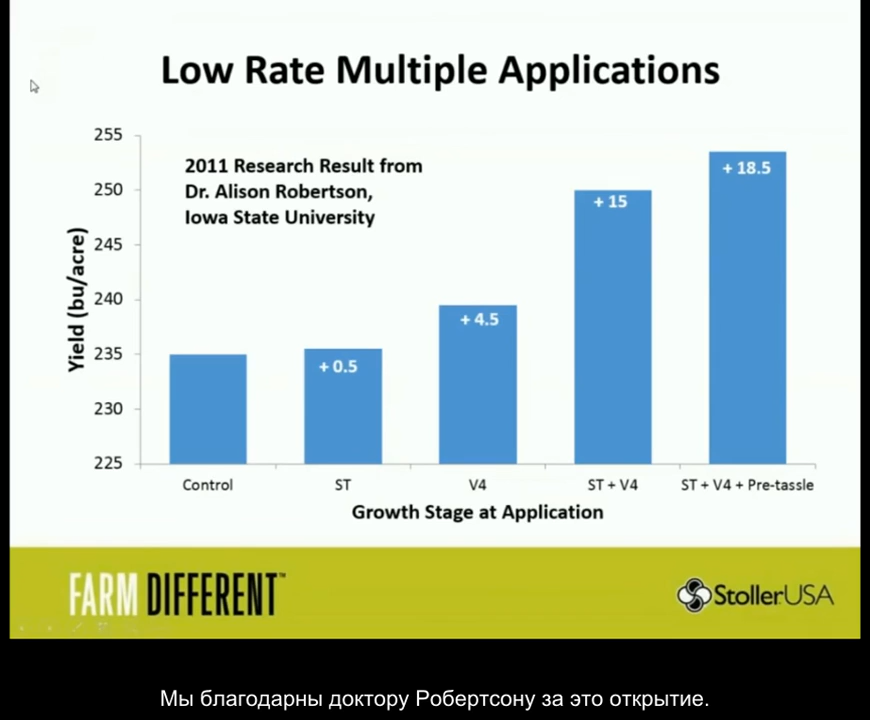 Low Rate Multiple Applications
255
250
245
240
235
230
225
Yield (bu/acre)
2011 Research Result from
Dr. Alison Robertson,
Iowa State University
+ 0.5
+ 4.5
+ 15
+ 18.5
Control
ST
V4
ST + V4
ST + V4 + Pre-tassle
Growth Stage at Application
FARM DIFFERENT™
StollerUSA
Мы благодарны доктору Робертсону за это открытие.